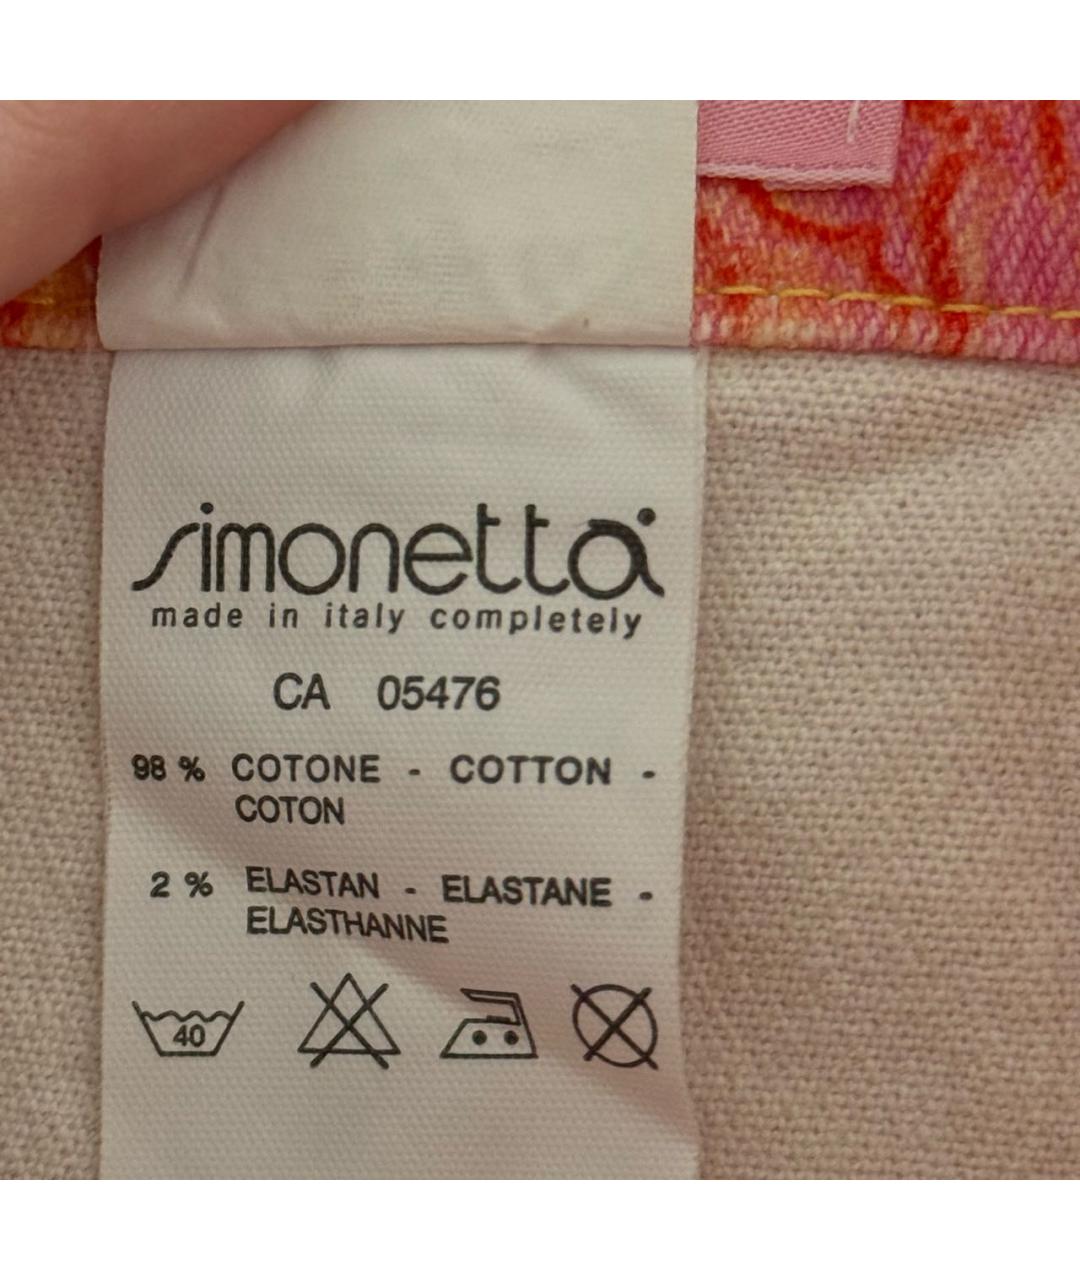 simonetta
made in italy completely
CA 05476
98 % COTONE - COTTON -
COTON
2 % ELASTAN - ELASTANE -
ELASTHANNE
40